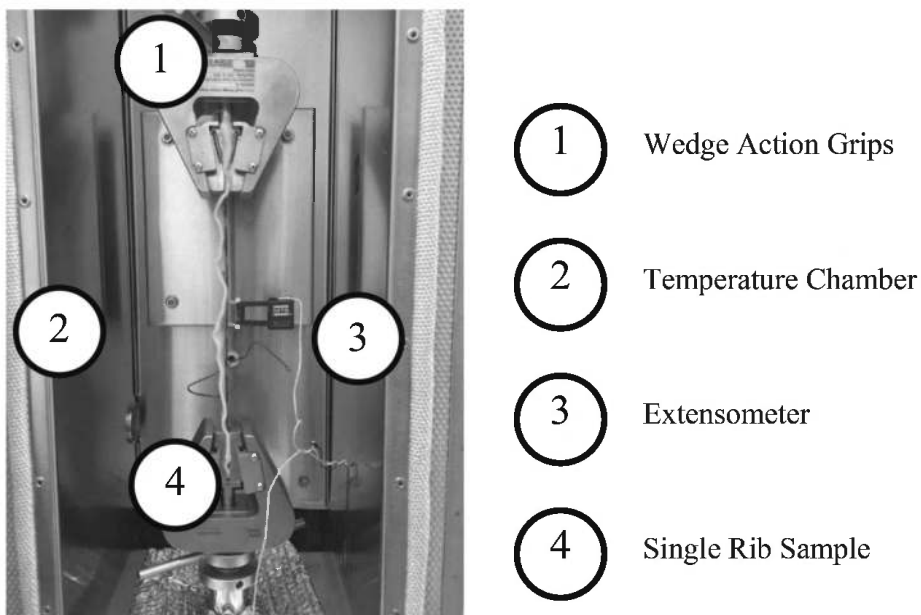 1
2
3
4
1 Wedge Action Grips
2 Temperature Chamber
3 Extensometer
4 Single Rib Sample